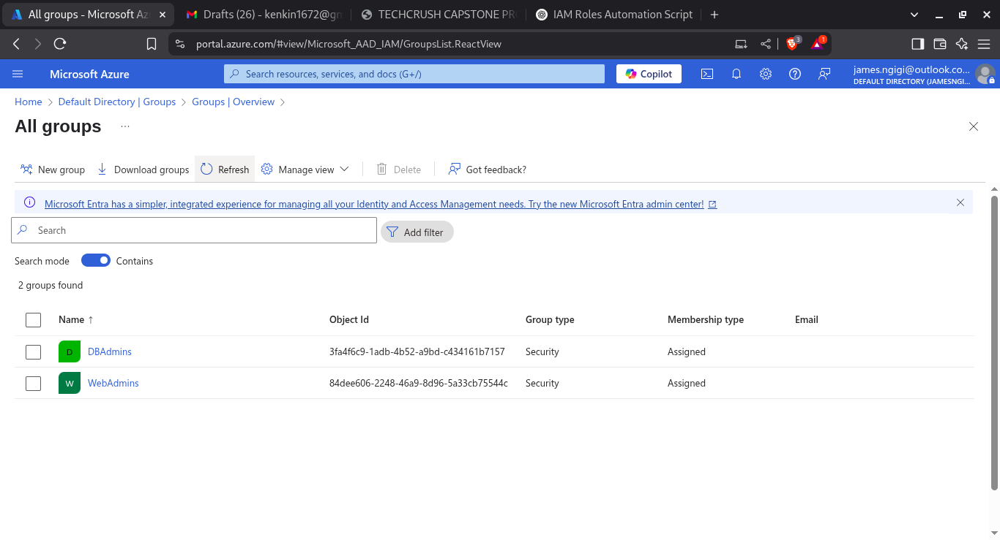 All groups - Microsoft Az
Drafts (26) - kenkin1672@gm
TECHCRUSH CAPSTONE PR
IAM Roles Automation Script
portal.azure.com/#view/Microsoft_AAD_IAM/GroupsList.ReactView
3
1
Microsoft Azure
Search resources, services, and docs (G+/)
Copilot
james.ngigi@outlook.co...
DEFAULT DIRECTORY (JAMESNGI...
Home > Default Directory | Groups > Groups | Overview >
All groups ...
New group Download groups Refresh Manage view Delete Got feedback?
Microsoft Entra has a simpler, integrated experience for managing all your Identity and Access Management needs. Try the new Microsoft Entra admin center!
Search
Add filter
Search mode Contains
2 groups found
Name ↑ Object Id Group type Membership type Email
D DBAdmins 3fa4f6c9-1adb-4b52-a9bd-c434161b7157 Security Assigned
W WebAdmins 84dee606-2248-46a9-8d96-5a33cb75544c Security Assigned